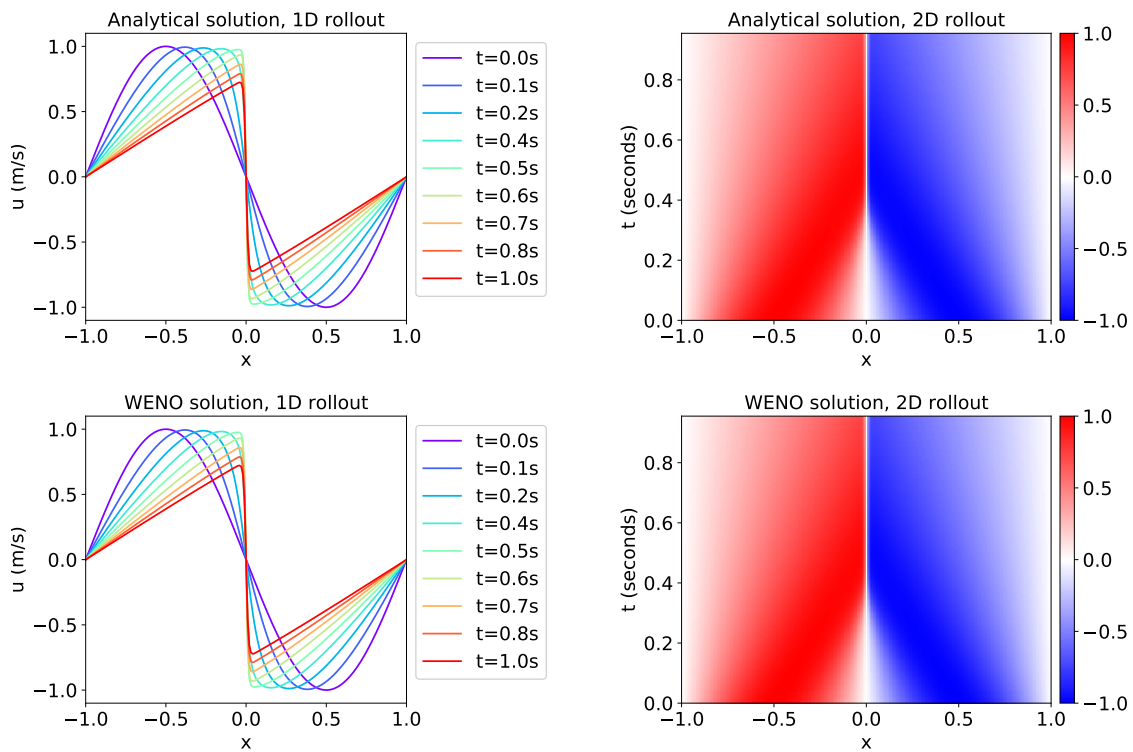 Analytical solution, 1D rollout
1.0
0.5
0.0
−0.5
−1.0
u (m/s)
−1.0 −0.5 0.0 0.5 1.0
x
t=0.0s
t=0.1s
t=0.2s
t=0.4s
t=0.5s
t=0.6s
t=0.7s
t=0.8s
t=1.0s
Analytical solution, 2D rollout
0.8
0.6
0.4
0.2
0.0
t (seconds)
−1.0 −0.5 0.0 0.5 1.0
x
1.0
0.5
0.0
−0.5
−1.0
WENO solution, 1D rollout
1.0
0.5
0.0
−0.5
−1.0
u (m/s)
−1.0 −0.5 0.0 0.5 1.0
x
t=0.0s
t=0.1s
t=0.2s
t=0.4s
t=0.5s
t=0.6s
t=0.7s
t=0.8s
t=1.0s
WENO solution, 2D rollout
0.8
0.6
0.4
0.2
0.0
t (seconds)
−1.0 −0.5 0.0 0.5 1.0
x
1.0
0.5
0.0
−0.5
−1.0